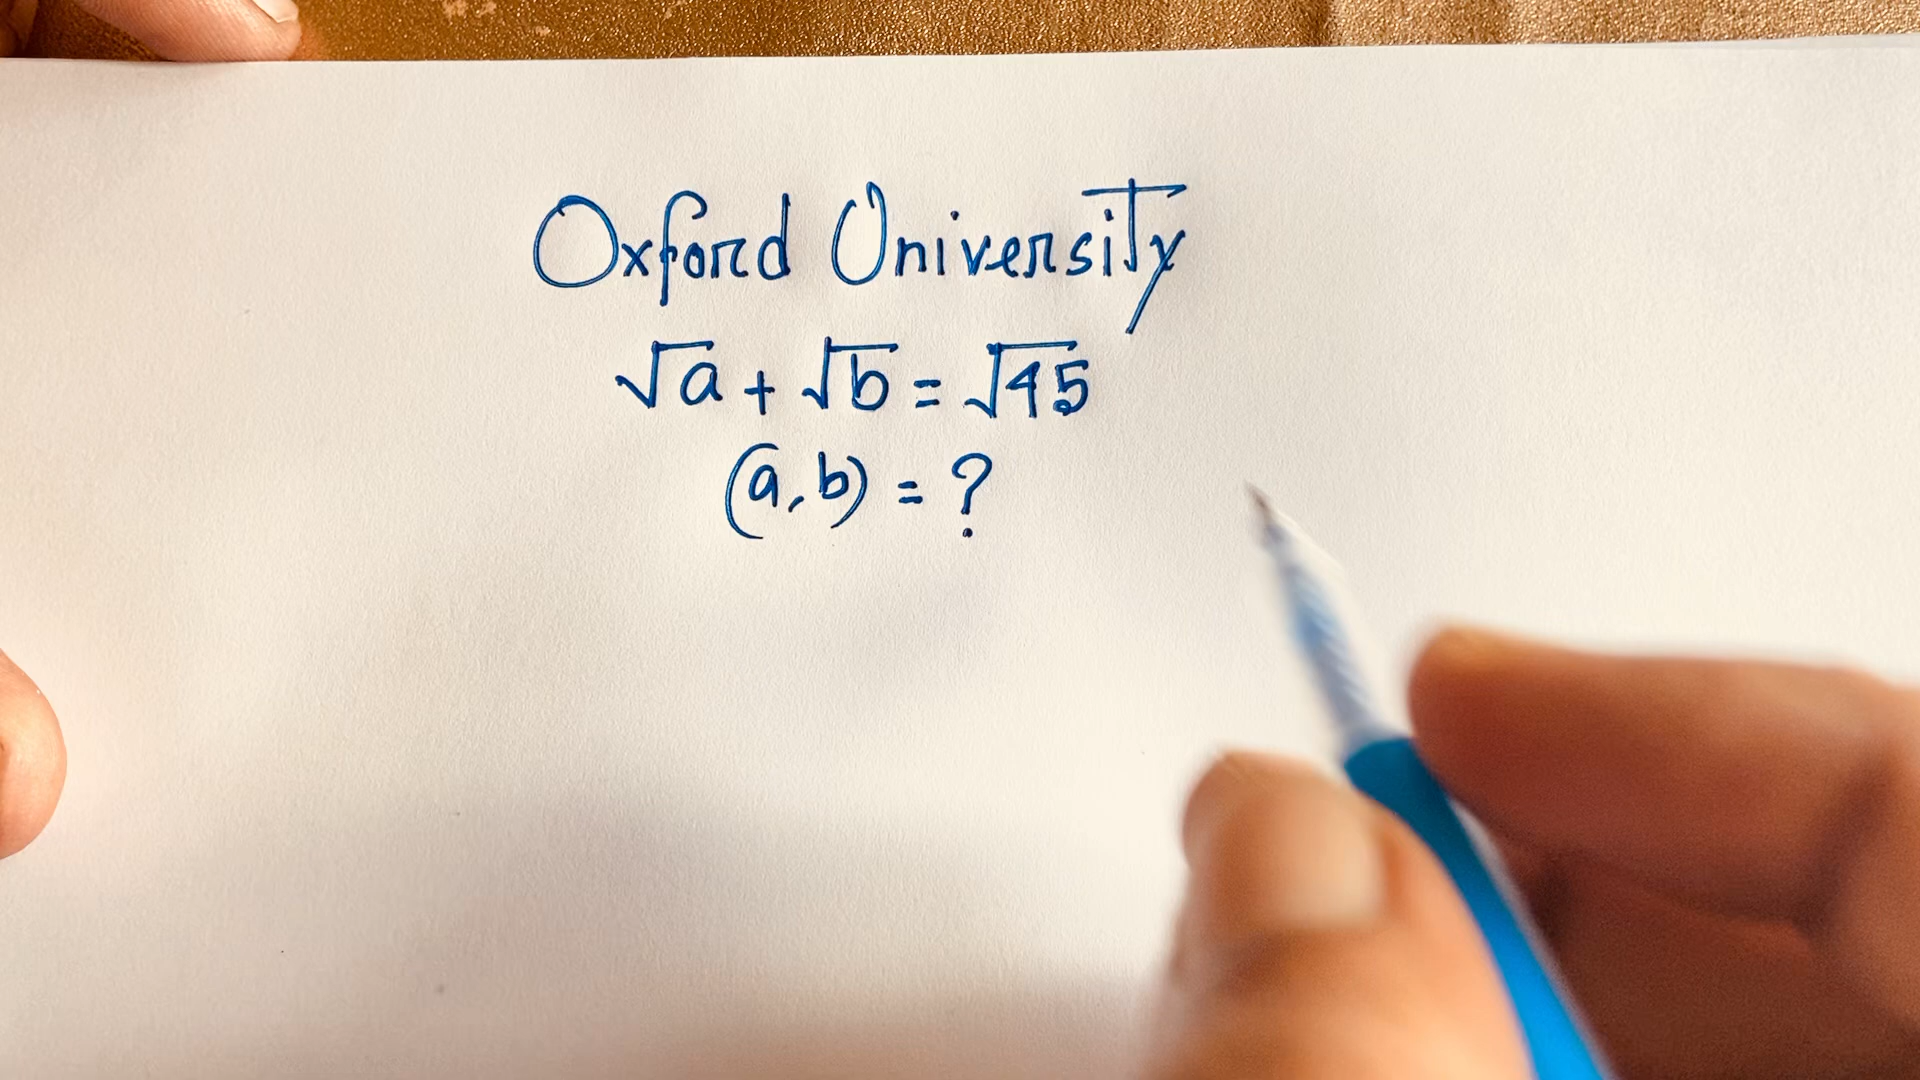 Oxford University
√a + √b = √45
(a, b) = ?